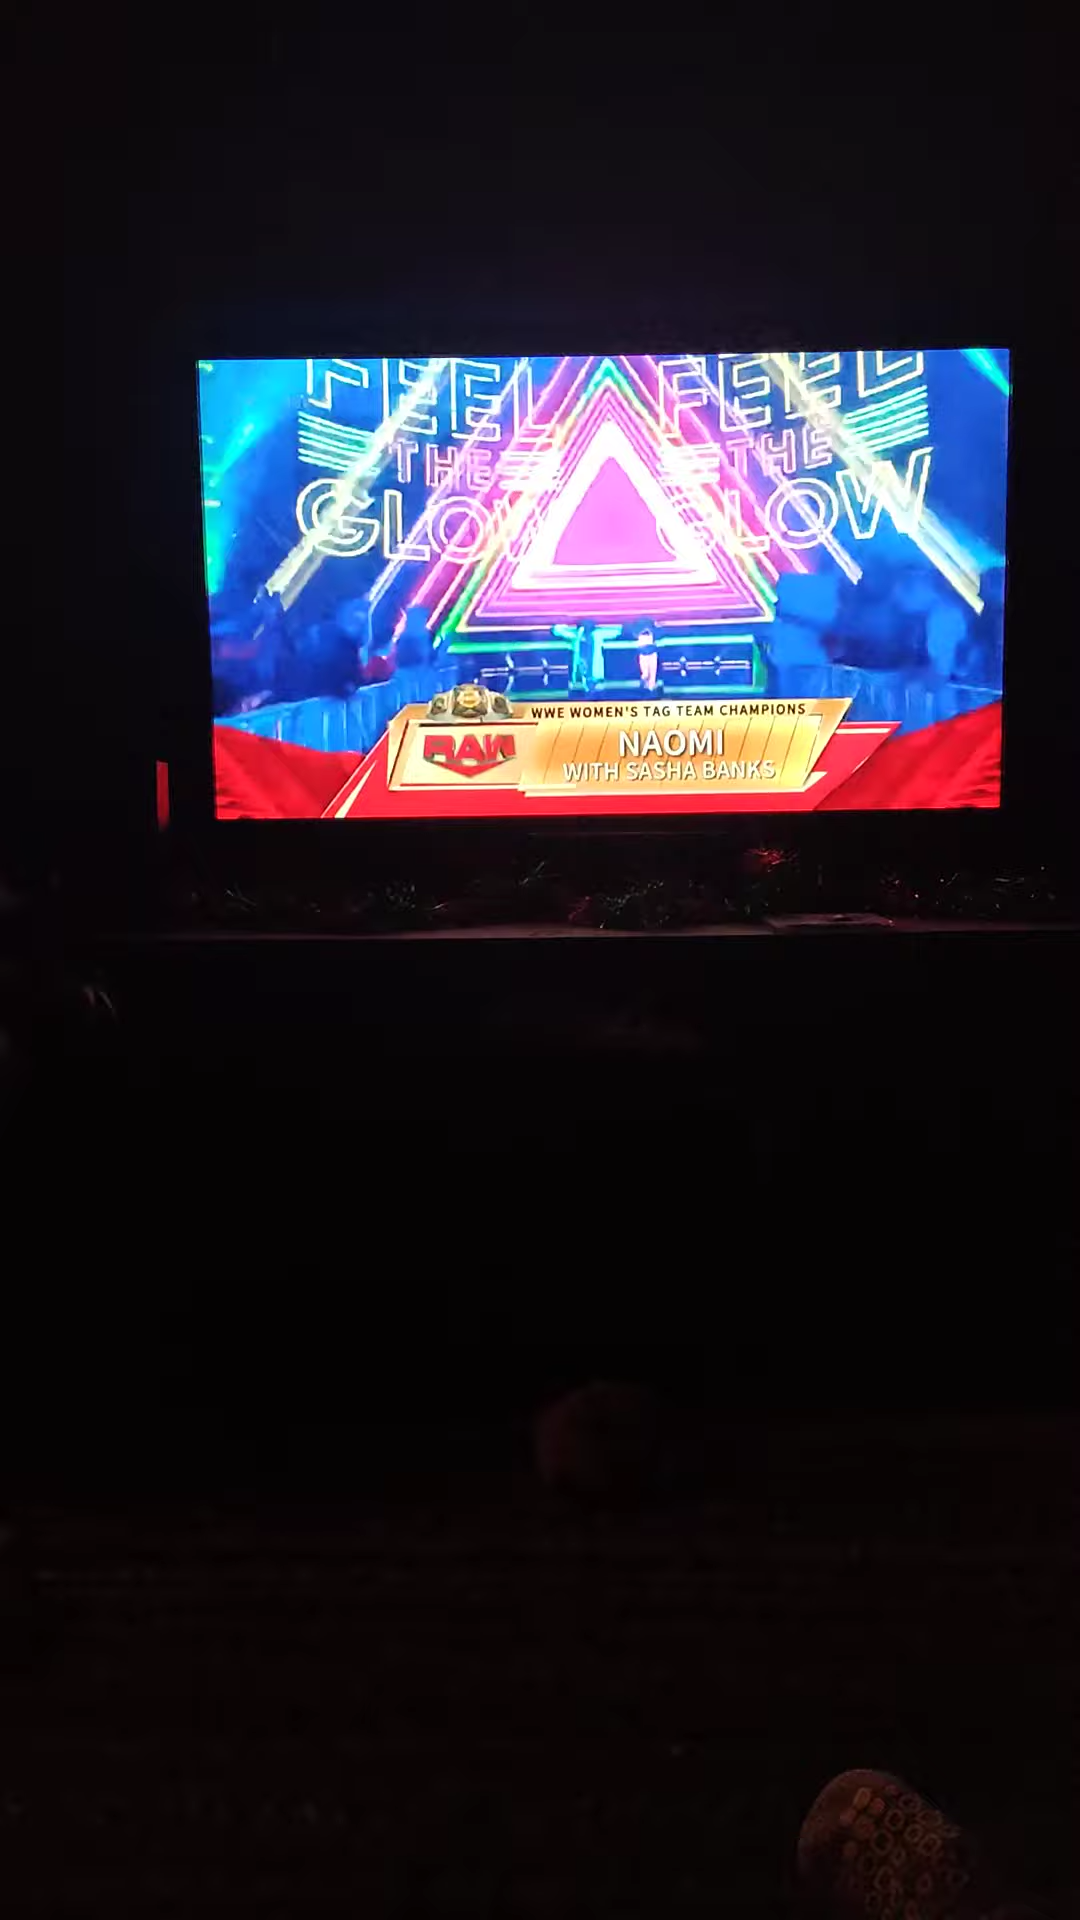 FEEL FEEL
THE THE
GLOW GLOW
WWE WOMEN'S TAG TEAM CHAMPIONS
RAW
NAOMI
WITH SASHA BANKS